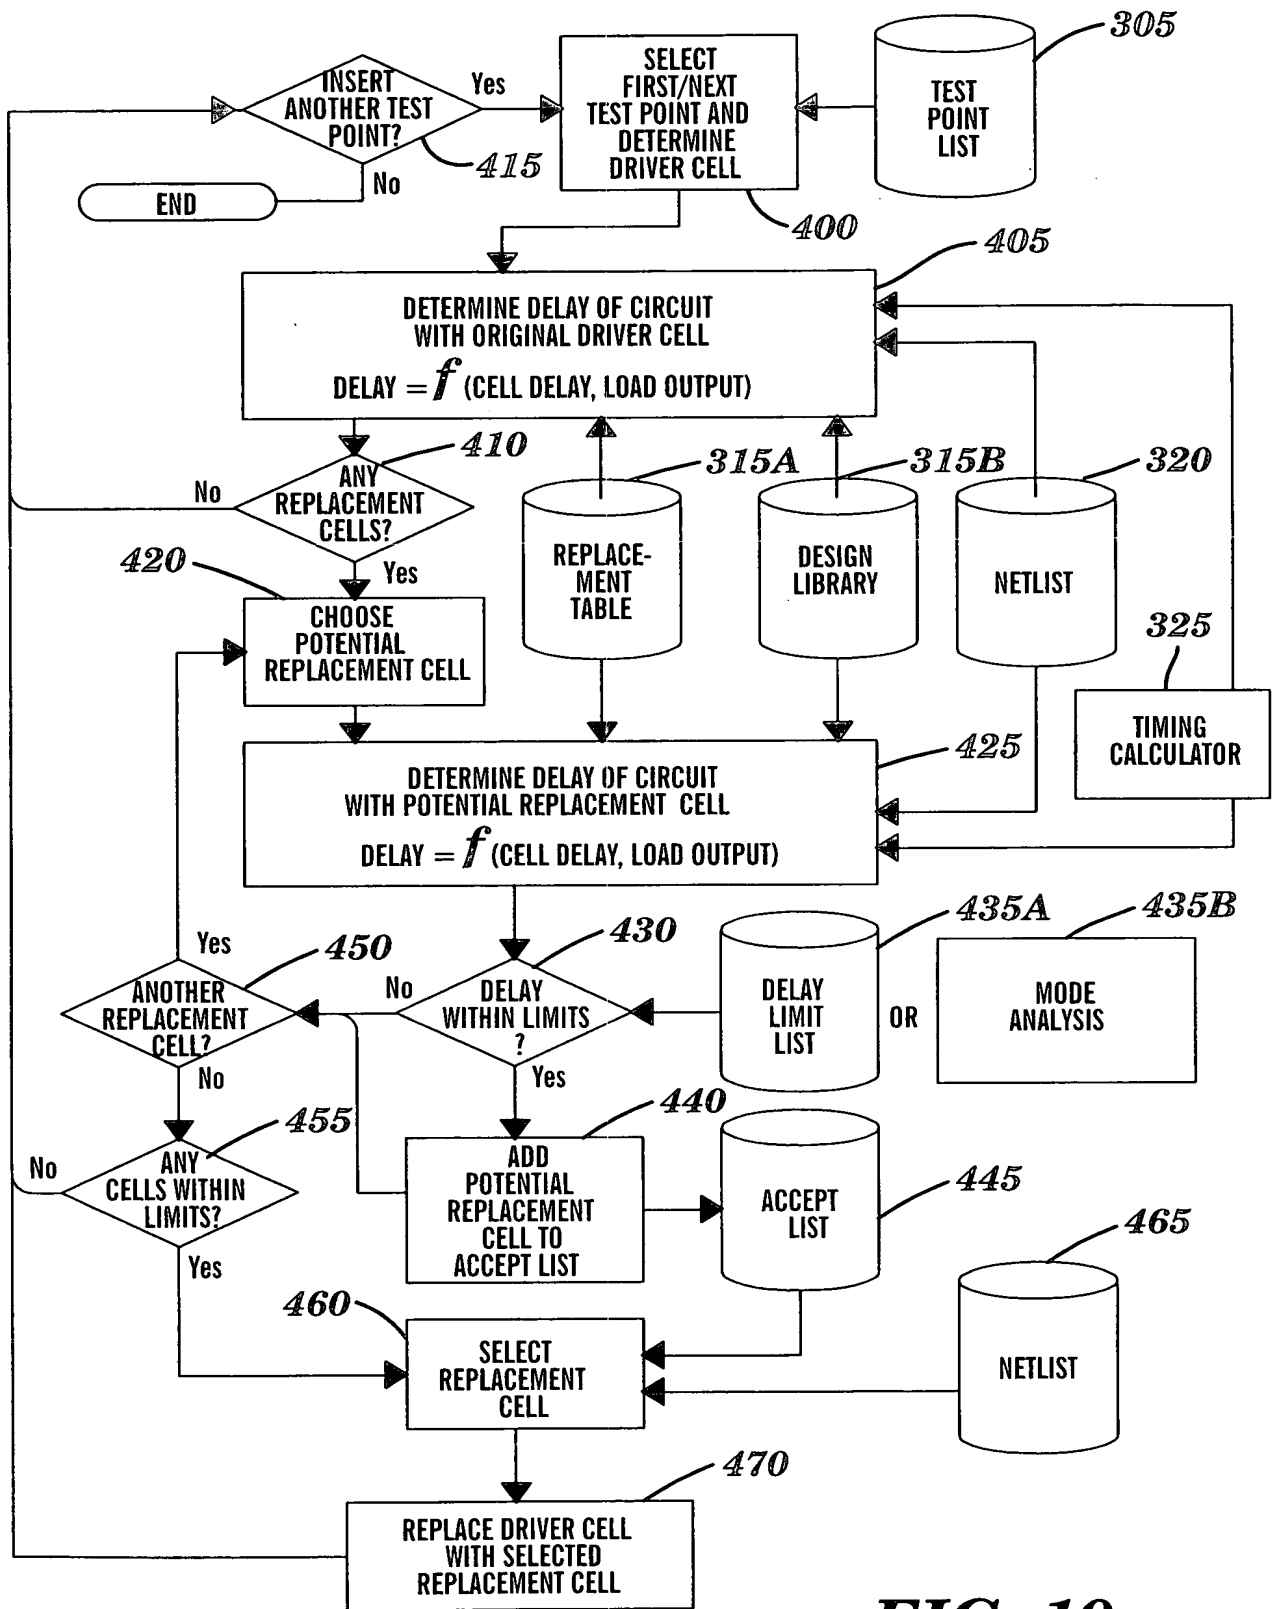 305
INSERT
ANOTHER TEST
POINT?
Yes
No
415
END
SELECT
FIRST/NEXT
TEST POINT AND
DETERMINE
DRIVER CELL
400
TEST
POINT
LIST
405
DETERMINE DELAY OF CIRCUIT
WITH ORIGINAL DRIVER CELL
DELAY = f (CELL DELAY, LOAD OUTPUT)
410
ANY
REPLACEMENT
CELLS?
No
Yes
315A
REPLACE-
MENT
TABLE
315B
DESIGN
LIBRARY
320
NETLIST
420
CHOOSE
POTENTIAL
REPLACEMENT CELL
325
TIMING
CALCULATOR
425
DETERMINE DELAY OF CIRCUIT
WITH POTENTIAL REPLACEMENT CELL
DELAY = f (CELL DELAY, LOAD OUTPUT)
430
DELAY
WITHIN LIMITS
?
No
Yes
435A
DELAY
LIMIT
LIST
OR
435B
MODE
ANALYSIS
450
Yes
ANOTHER
REPLACEMENT
CELL?
No
455
ANY
CELLS WITHIN
LIMITS?
No
Yes
440
ADD
POTENTIAL
REPLACEMENT
CELL TO
ACCEPT LIST
445
ACCEPT
LIST
465
NETLIST
460
SELECT
REPLACEMENT
CELL
470
REPLACE DRIVER CELL
WITH SELECTED
REPLACEMENT CELL